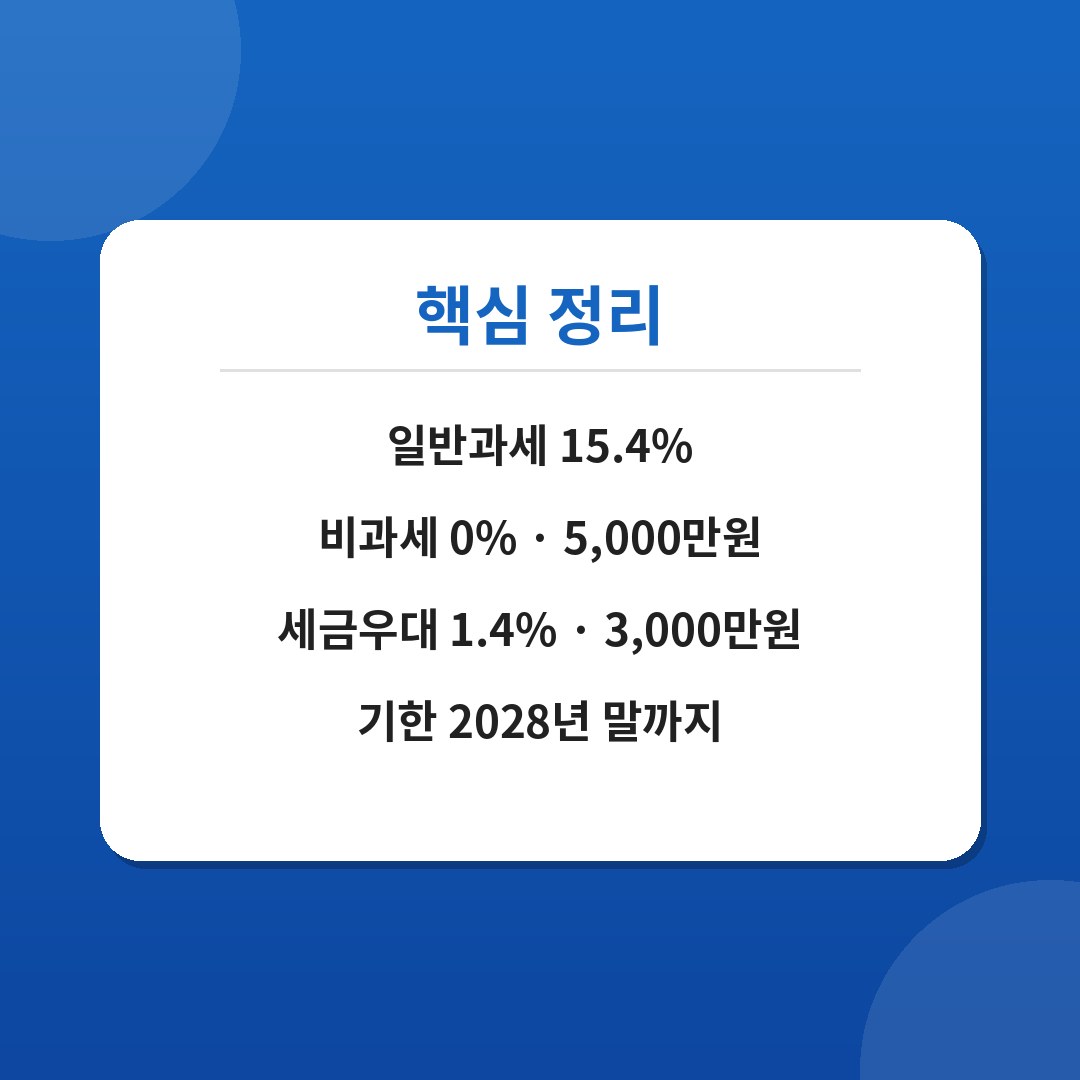 핵심 정리
일반과세 15.4%
비과세 0% · 5,000만원
세금우대 1.4% · 3,000만원
기한 2028년 말까지